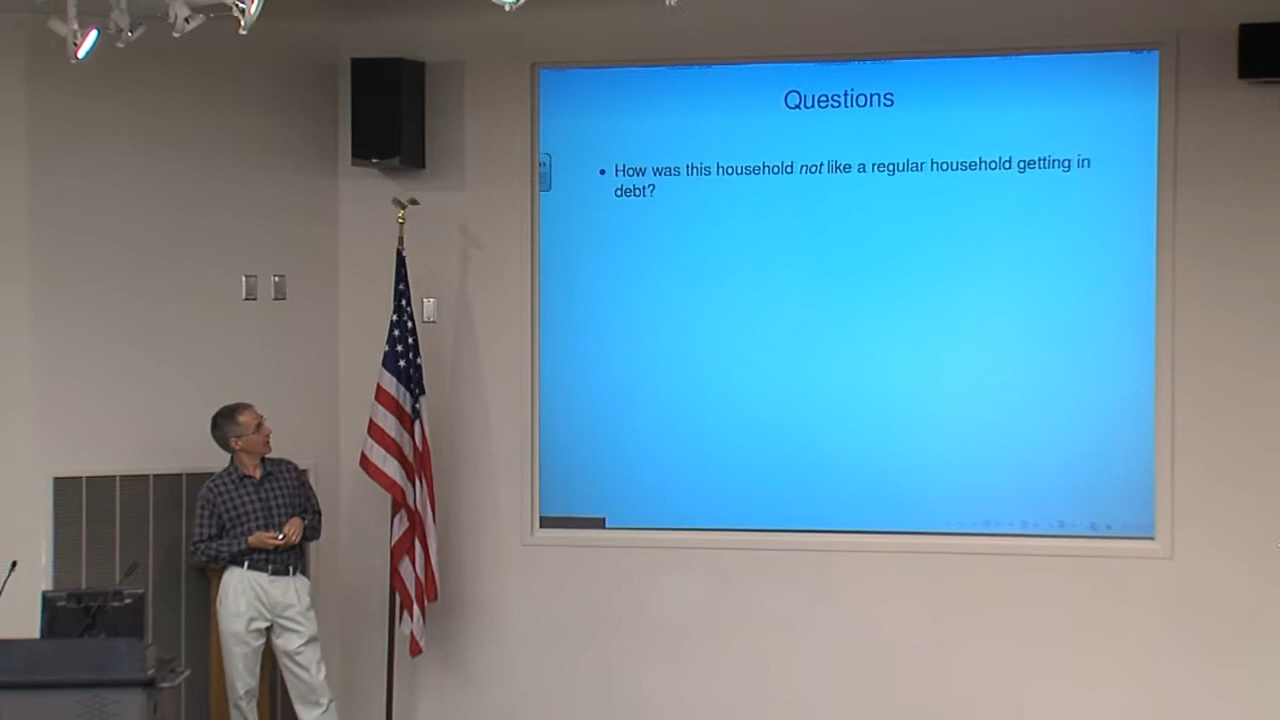 Questions
• How was this household not like a regular household getting in
debt?